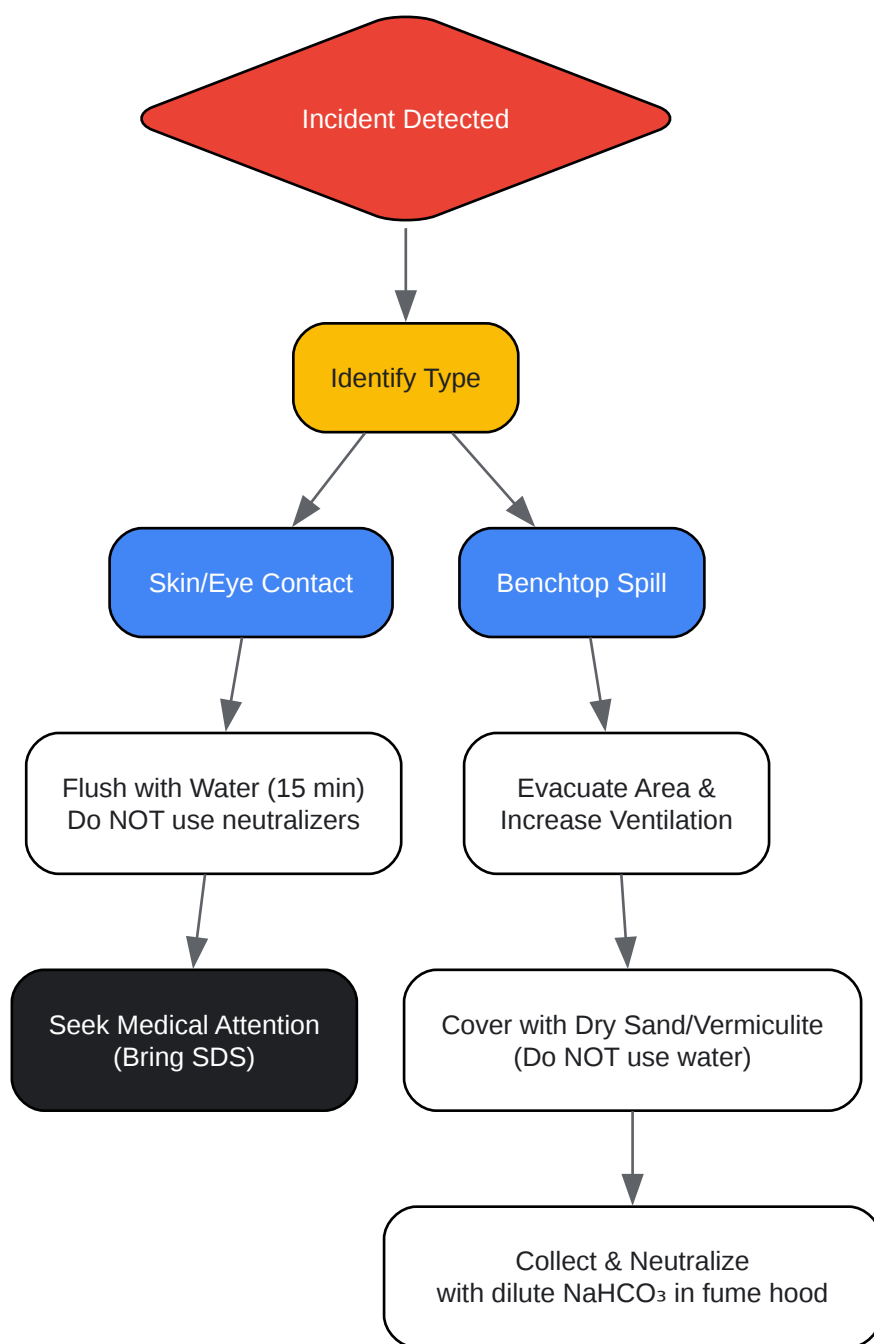 Incident Detected
Identify Type
Skin/Eye Contact
Benchtop Spill
Flush with Water (15 min)
Do NOT use neutralizers
Evacuate Area &
Increase Ventilation
Seek Medical Attention
(Bring SDS)
Cover with Dry Sand/Vermiculite
(Do NOT use water)
Collect & Neutralize
with dilute NaHCO₃ in fume hood